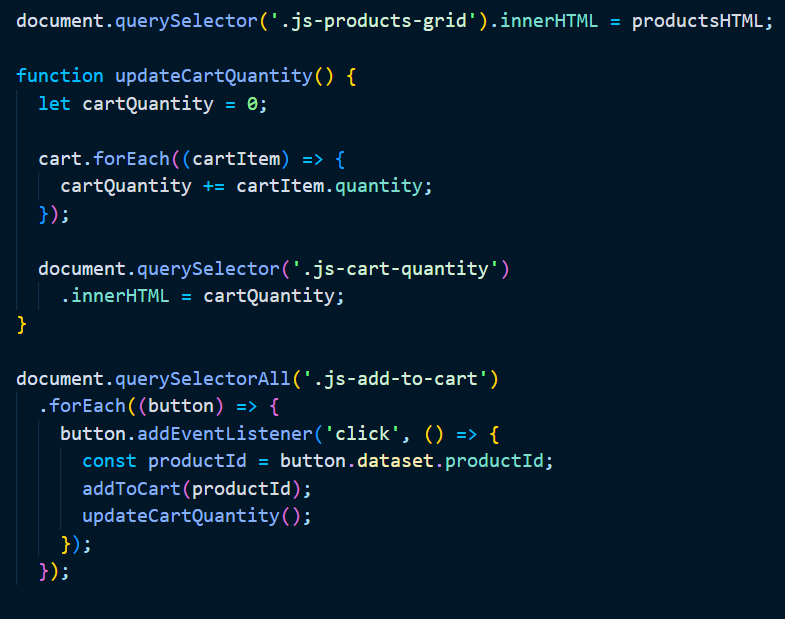 document.querySelector('.js-products-grid').innerHTML = productsHTML;

function updateCartQuantity() {
  let cartQuantity = 0;

  cart.forEach((cartItem) => {
    cartQuantity += cartItem.quantity;
  });

  document.querySelector('.js-cart-quantity')
    .innerHTML = cartQuantity;
}

document.querySelectorAll('.js-add-to-cart')
  .forEach((button) => {
    button.addEventListener('click', () => {
      const productId = button.dataset.productId;
      addToCart(productId);
      updateCartQuantity();
    });
  });